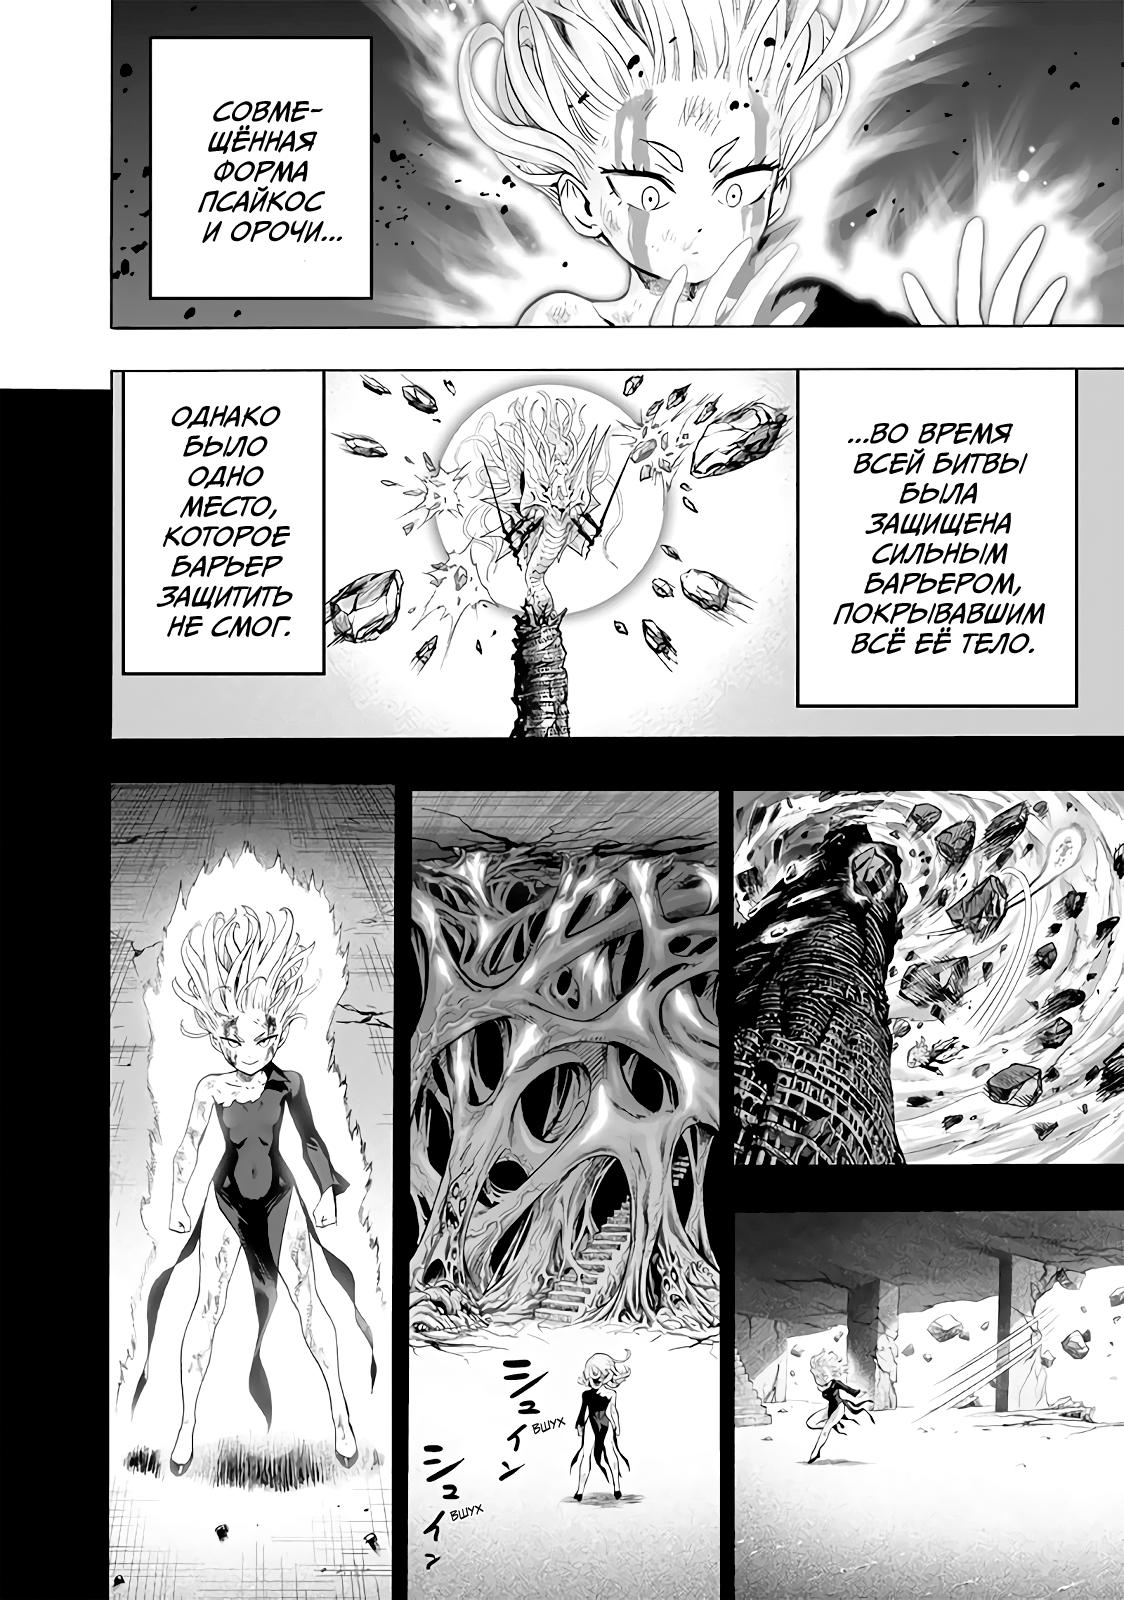 СОВМЕ-
ЩЁННАЯ
ФОРМА
ПСАЙКОС
И ОРОЧИ...
...ВО ВРЕМЯ
ВСЕЙ БИТВЫ
БЫЛА
ЗАЩИЩЕНА
СИЛЬНЫМ
БАРЬЕРОМ,
ПОКРЫВАВШИМ
ВСЁ ЕЁ ТЕЛО.
ОДНАКО
БЫЛО
ОДНО
МЕСТО,
КОТОРОЕ
БАРЬЕР
ЗАЩИТИТЬ
НЕ СМОГ.
シュイン
ВШУХ
シュイン
ВШУХ